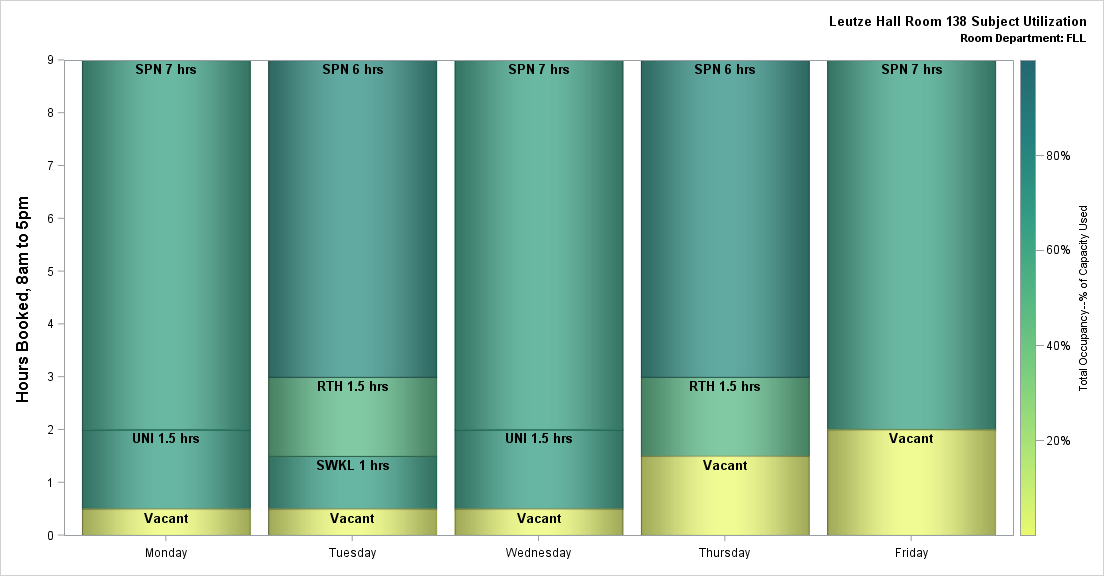 Leutze Hall Room 138 Subject Utilization
Room Department: FLL
Hours Booked, 8am to 5pm
9
8
7
6
5
4
3
2
1
0
SPN 7 hrs
UNI 1.5 hrs
Vacant
SPN 6 hrs
RTH 1.5 hrs
SWKL 1 hrs
Vacant
SPN 7 hrs
UNI 1.5 hrs
Vacant
SPN 6 hrs
RTH 1.5 hrs
Vacant
SPN 7 hrs
Vacant
Monday
Tuesday
Wednesday
Thursday
Friday
80%
60%
40%
20%
Total Occupancy--% of Capacity Used